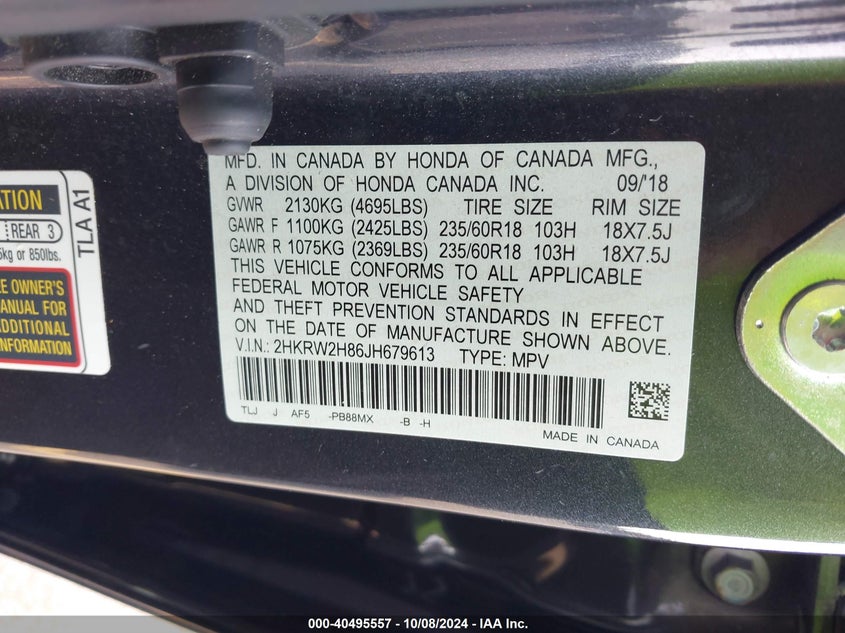 ATION
REAR 3
5kg or 850lbs.
E OWNER'S
MANUAL FOR
ADDITIONAL
INFORMATION
TLA A1
MFD. IN CANADA BY HONDA OF CANADA MFG.,
A DIVISION OF HONDA CANADA INC. 09/'18
GVWR 2130KG (4695LBS) TIRE SIZE RIM SIZE
GAWR F 1100KG (2425LBS) 235/60R18 103H 18X7.5J
GAWR R 1075KG (2369LBS) 235/60R18 103H 18X7.5J
THIS VEHICLE CONFORMS TO ALL APPLICABLE
FEDERAL MOTOR VEHICLE SAFETY
AND THEFT PREVENTION STANDARDS IN EFFECT
ON THE DATE OF MANUFACTURE SHOWN ABOVE.
V.I.N.: 2HKRW2H86JH679613 TYPE: MPV
TLJ J AF5 -PB88MX -B -H
MADE IN CANADA
000-40495557 - 10/08/2024 - IAA Inc.